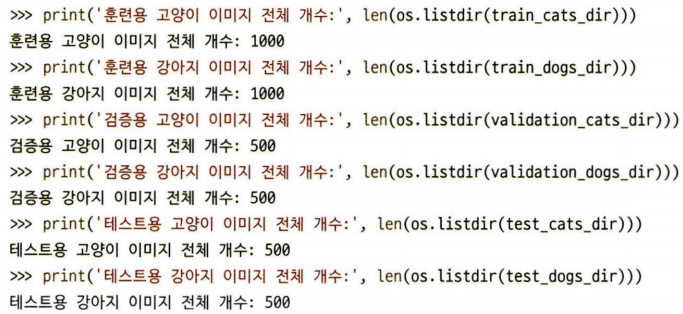 >>> print('훈련용 고양이 이미지 전체 개수:', len(os.listdir(train_cats_dir)))
훈련용 고양이 이미지 전체 개수: 1000
>>> print('훈련용 강아지 이미지 전체 개수:', len(os.listdir(train_dogs_dir)))
훈련용 강아지 이미지 전체 개수: 1000
>>> print('검증용 고양이 이미지 전체 개수:', len(os.listdir(validation_cats_dir)))
검증용 고양이 이미지 전체 개수: 500
>>> print('검증용 강아지 이미지 전체 개수:', len(os.listdir(validation_dogs_dir)))
검증용 강아지 이미지 전체 개수: 500
>>> print('테스트용 고양이 이미지 전체 개수:', len(os.listdir(test_cats_dir)))
테스트용 고양이 이미지 전체 개수: 500
>>> print('테스트용 강아지 이미지 전체 개수:', len(os.listdir(test_dogs_dir)))
테스트용 강아지 이미지 전체 개수: 500